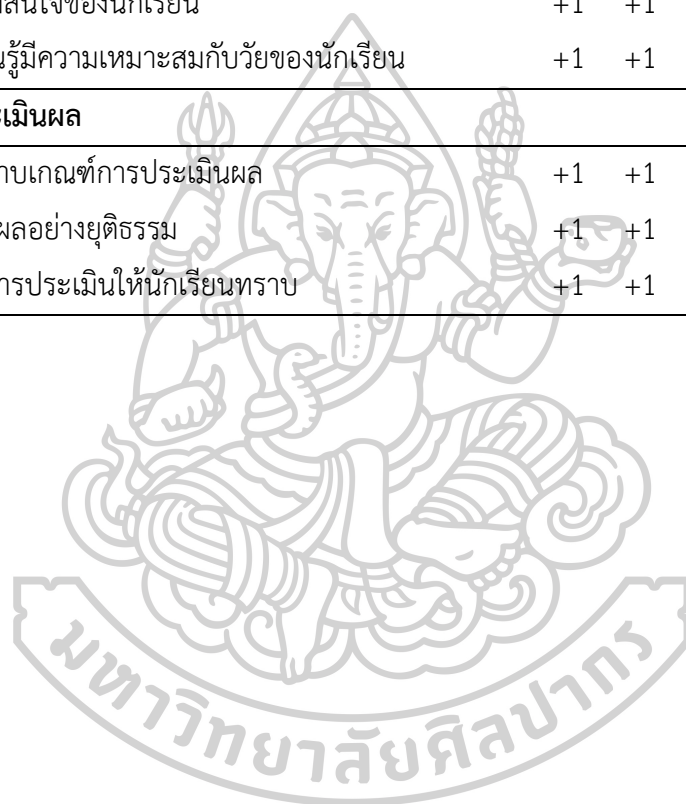 สนใจของนักเรียน +1 +1
นรู้มีความเหมาะสมกับวัยของนักเรียน +1 +1
ะเมินผล
าบเกณฑ์การประเมินผล +1 +1
ผลอย่างยุติธรรม +1 +1
ารประเมินให้นักเรียนทราบ +1 +1
มหาวิทยาลัยศิลปากร